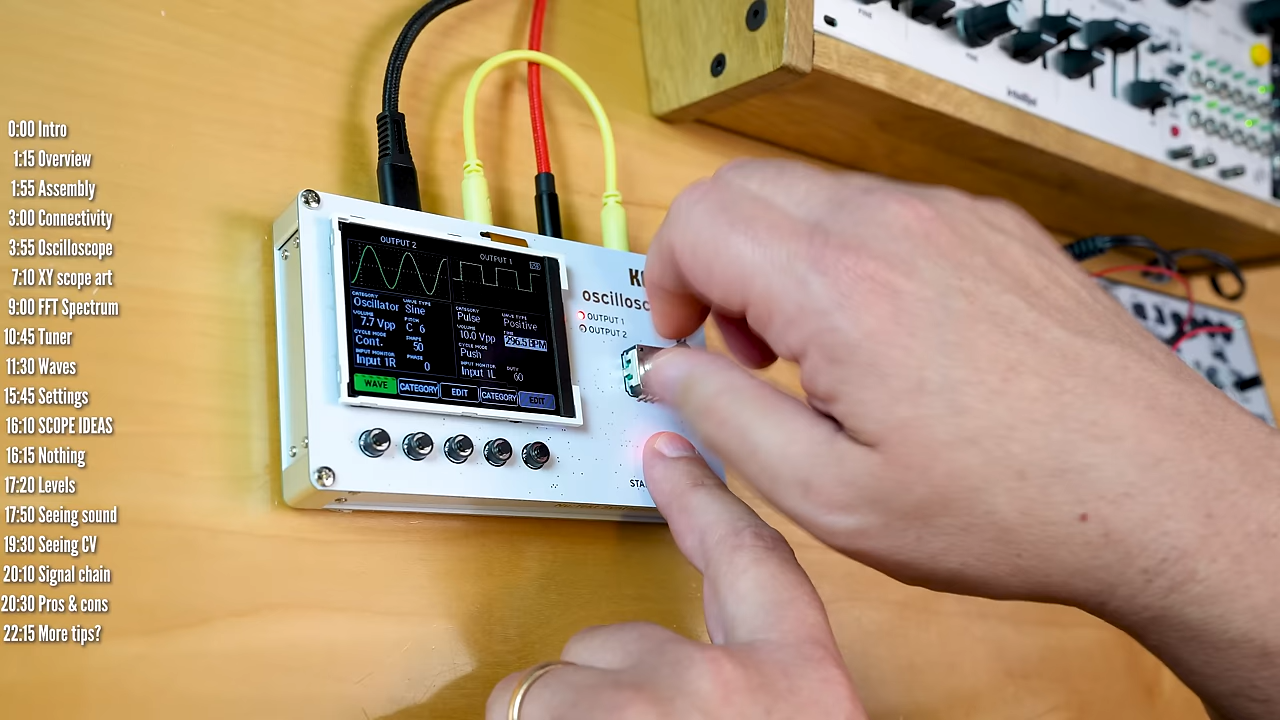 0:00 Intro
1:15 Overview
1:55 Assembly
3:00 Connectivity
3:55 Oscilloscope
7:10 XY scope art
9:00 FFT Spectrum
10:45 Tuner
11:30 Waves
15:45 Settings
16:10 SCOPE IDEAS
16:15 Nothing
17:20 Levels
17:50 Seeing sound
19:30 Seeing CV
20:10 Signal chain
20:30 Pros & cons
22:15 More tips?
OUTPUT 2
CATEGORY WAVE TYPE
Oscillator Sine
VOLUME PITCH
7.7 Vpp C 6
CYCLE MODE SHAPE
Cont. 50
INPUT MONITOR PHASE
Input 1R 0
OUTPUT 1
CATEGORY WAVE TYPE
Pulse Positive
VOLUME
10.0 Vpp 296.5 BPM
CYCLE MODE
Push
INPUT MONITOR DUTY
Input 1L 60
WAVE CATEGORY EDIT CATEGORY EDIT
oscillosc
OUTPUT 1
OUTPUT 2
STA